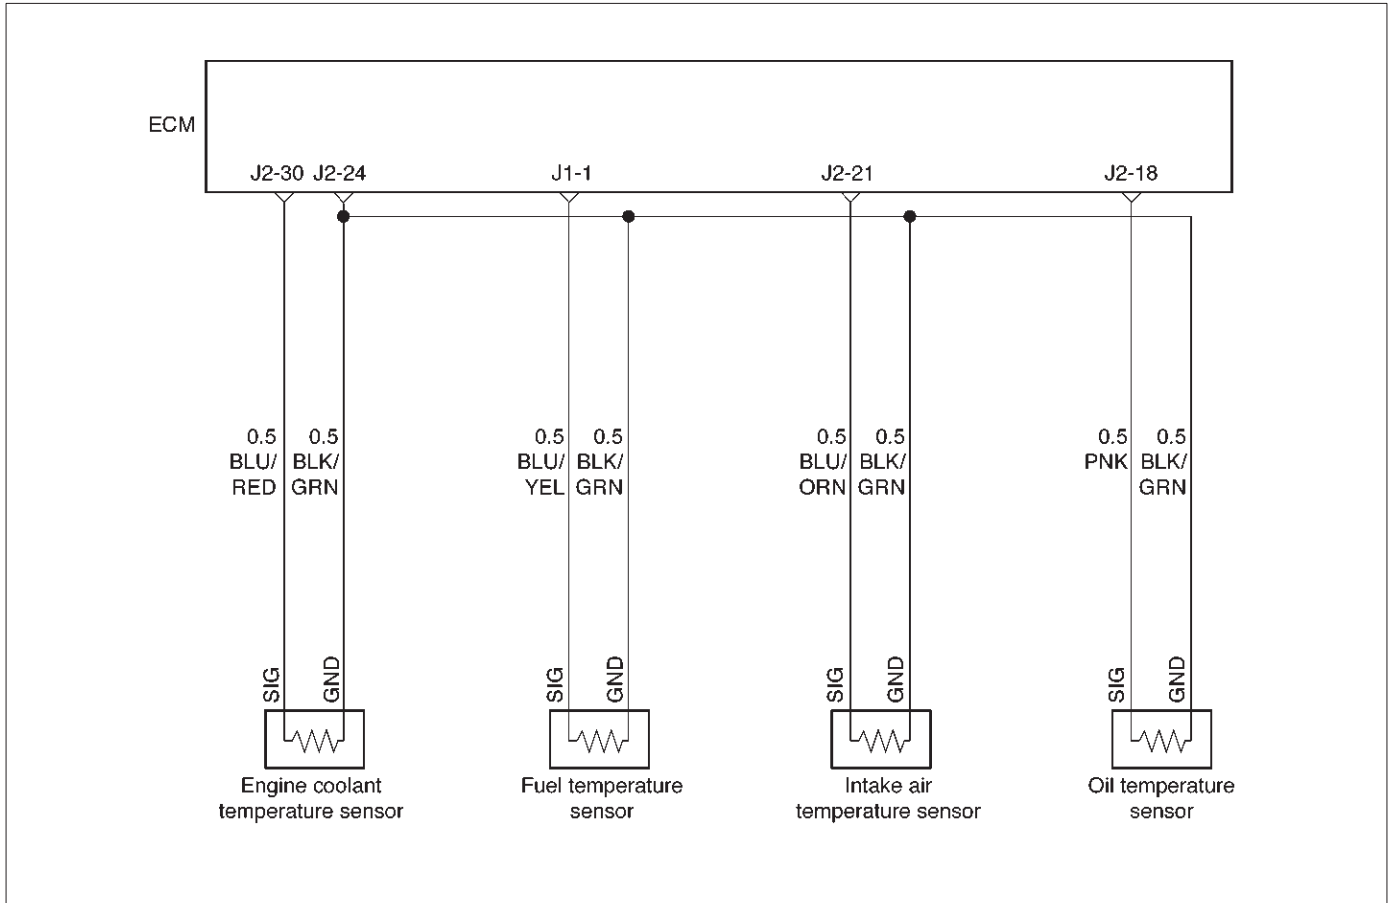 ECM
J2-30 J2-24 J1-1 J2-21 J2-18
0.5 0.5 0.5 0.5 0.5 0.5 0.5 0.5
BLU/ BLK/ BLU/ BLK/ BLU/ BLK/ PNK BLK/
RED GRN YEL GRN ORN GRN GRN
SIG GND SIG GND SIG GND SIG GND
Engine coolant
temperature sensor
Fuel temperature
sensor
Intake air
temperature sensor
Oil temperature
sensor